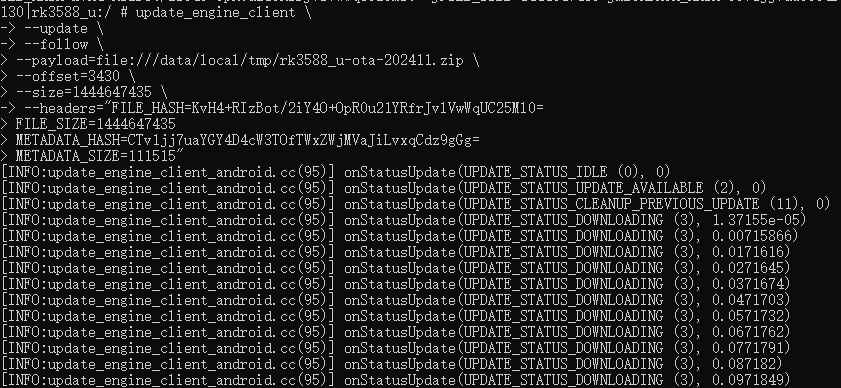 130|rk3588_u:/ # update_engine_client \
-> --update \
-> --follow \
> --payload=file:///data/local/tmp/rk3588_u-ota-202411.zip \
> --offset=3430 \
> --size=1444647435 \
-> --headers="FILE_HASH=KvH4+RIzBot/2iY4O+OpROu21YRfrJv1VwWqUC25M10=
> FILE_SIZE=1444647435
> METADATA_HASH=CTv1jj7uaYGY4D4cW3TOfTWxZWjMVaJiLvxqCdz9gGg=
> METADATA_SIZE=111515"
[INFO:update_engine_client_android.cc(95)] onStatusUpdate(UPDATE_STATUS_IDLE (0), 0)
[INFO:update_engine_client_android.cc(95)] onStatusUpdate(UPDATE_STATUS_UPDATE_AVAILABLE (2), 0)
[INFO:update_engine_client_android.cc(95)] onStatusUpdate(UPDATE_STATUS_CLEANUP_PREVIOUS_UPDATE (11), 0)
[INFO:update_engine_client_android.cc(95)] onStatusUpdate(UPDATE_STATUS_DOWNLOADING (3), 1.37155e-05)
[INFO:update_engine_client_android.cc(95)] onStatusUpdate(UPDATE_STATUS_DOWNLOADING (3), 0.00715866)
[INFO:update_engine_client_android.cc(95)] onStatusUpdate(UPDATE_STATUS_DOWNLOADING (3), 0.0171616)
[INFO:update_engine_client_android.cc(95)] onStatusUpdate(UPDATE_STATUS_DOWNLOADING (3), 0.0271645)
[INFO:update_engine_client_android.cc(95)] onStatusUpdate(UPDATE_STATUS_DOWNLOADING (3), 0.0371674)
[INFO:update_engine_client_android.cc(95)] onStatusUpdate(UPDATE_STATUS_DOWNLOADING (3), 0.0471703)
[INFO:update_engine_client_android.cc(95)] onStatusUpdate(UPDATE_STATUS_DOWNLOADING (3), 0.0571732)
[INFO:update_engine_client_android.cc(95)] onStatusUpdate(UPDATE_STATUS_DOWNLOADING (3), 0.0671762)
[INFO:update_engine_client_android.cc(95)] onStatusUpdate(UPDATE_STATUS_DOWNLOADING (3), 0.0771791)
[INFO:update_engine_client_android.cc(95)] onStatusUpdate(UPDATE_STATUS_DOWNLOADING (3), 0.087182)
[INFO:update_engine_client_android.cc(95)] onStatusUpdate(UPDATE_STATUS_DOWNLOADING (3), 0.0971849)